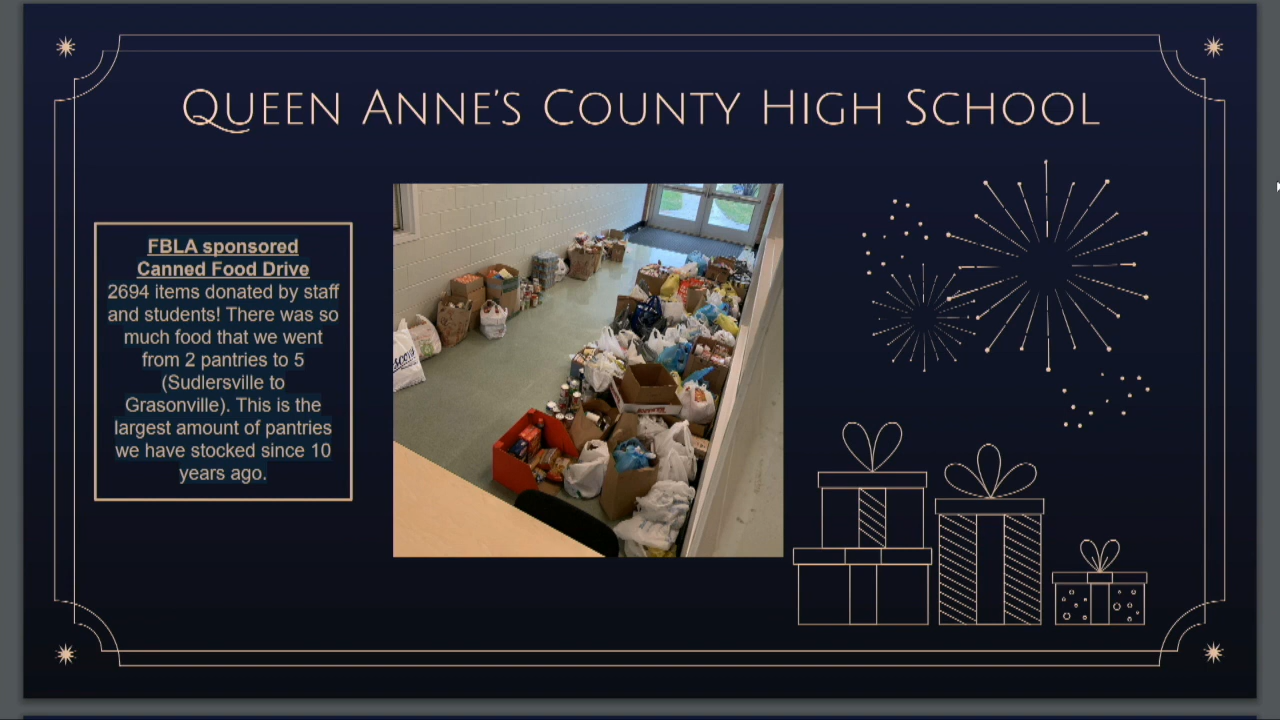 QUEEN ANNE'S COUNTY HIGH SCHOOL
FBLA sponsored
Canned Food Drive
2694 items donated by staff
and students! There was so
much food that we went
from 2 pantries to 5
(Sudlersville to
Grasonville). This is the
largest amount of pantries
we have stocked since 10
years ago.